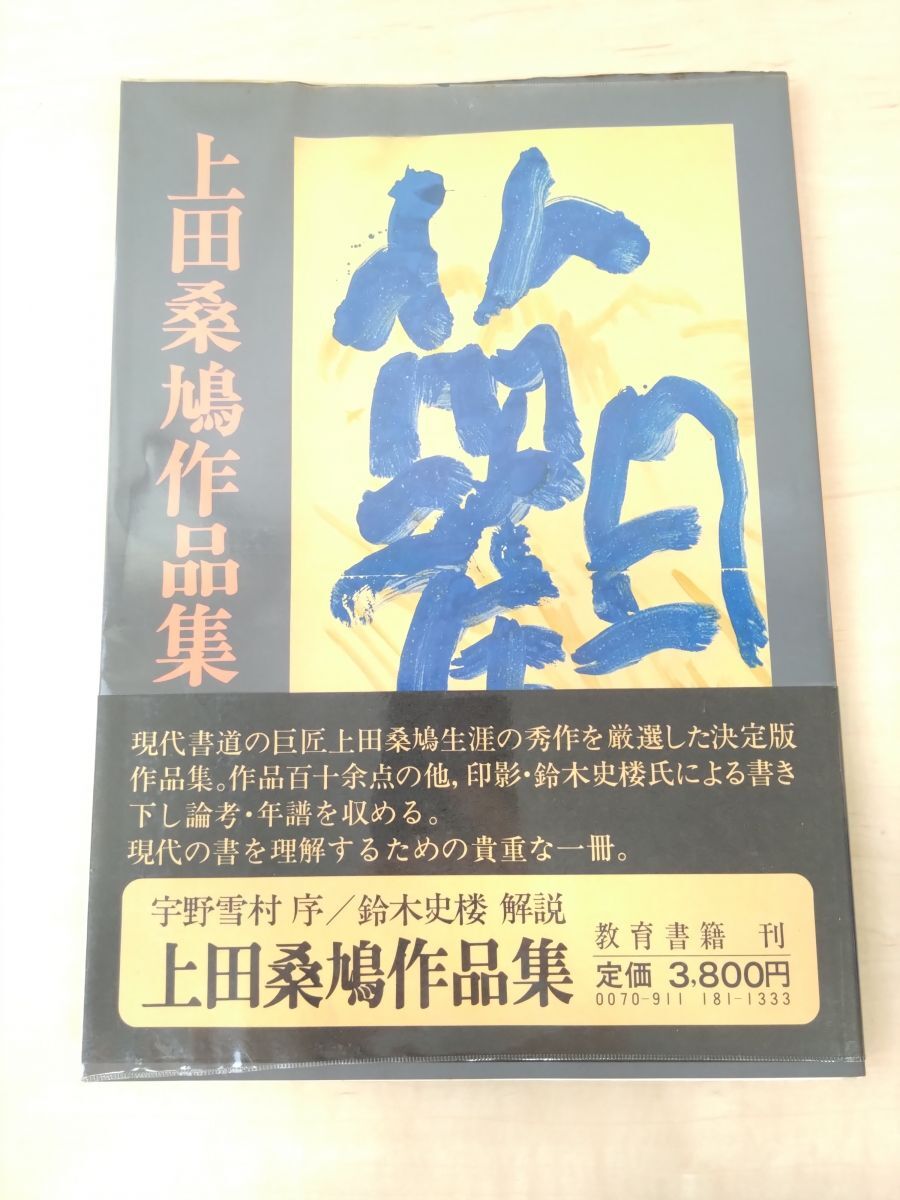 上田桑鳩作品集
現代書道の巨匠上田桑鳩生涯の秀作を厳選した決定版
作品集。作品百十余点の他,印影・鈴木史楼氏による書き
下し論考・年譜を収める。
現代の書を理解するための貴重な一冊。
宇野雪村 序／鈴木史楼 解説
上田桑鳩作品集
教育書籍 刊
定価 3,800円
0070-911 181-1333